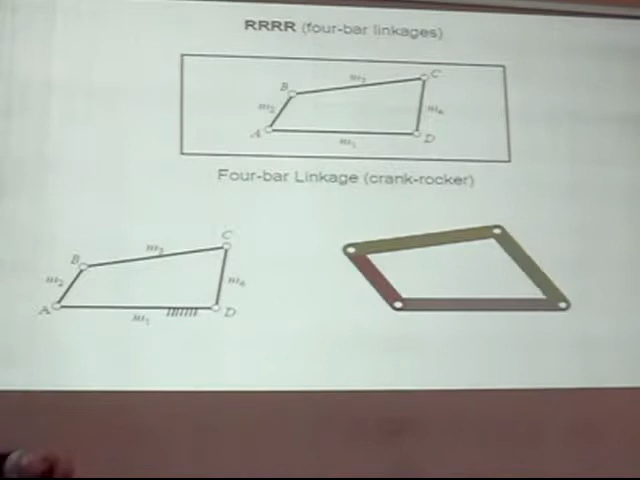 RRRR (four-bar linkages)
B
m3
C
m2
m4
A
m1
D
Four-bar Linkage (crank-rocker)
C
B
m3
m2
m4
A
m1
D